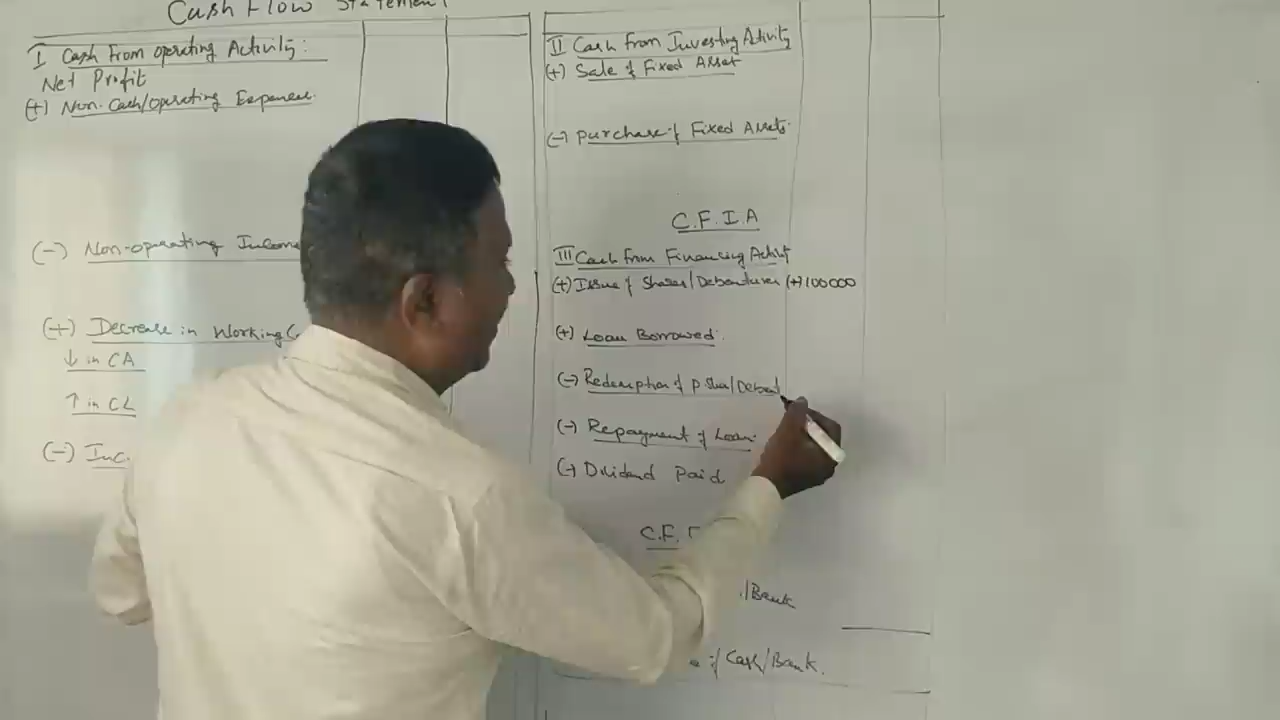 Cash Flow Statement
I Cash From operating Activity:
Net Profit
(+) Non-Cash/operating Expenses.
(-) Non-operating Income
(+) Decrease in Working C
↓ in CA
↑ in CL
(-) Inc.
II Cash from Investing Activity
(+) Sale of Fixed Asset
(-) Purchase of Fixed Assets.
C.F.I.A
III Cash from Financing Activit
(+) Issue of Shares/Debentures (+) 100000
(+) Loan Borrowed.
(-) Redemption of P. Share/Debent
(-) Repayment of Loan.
(-) Dividend Paid
C.F.
/Bank
of Cash/Bank.